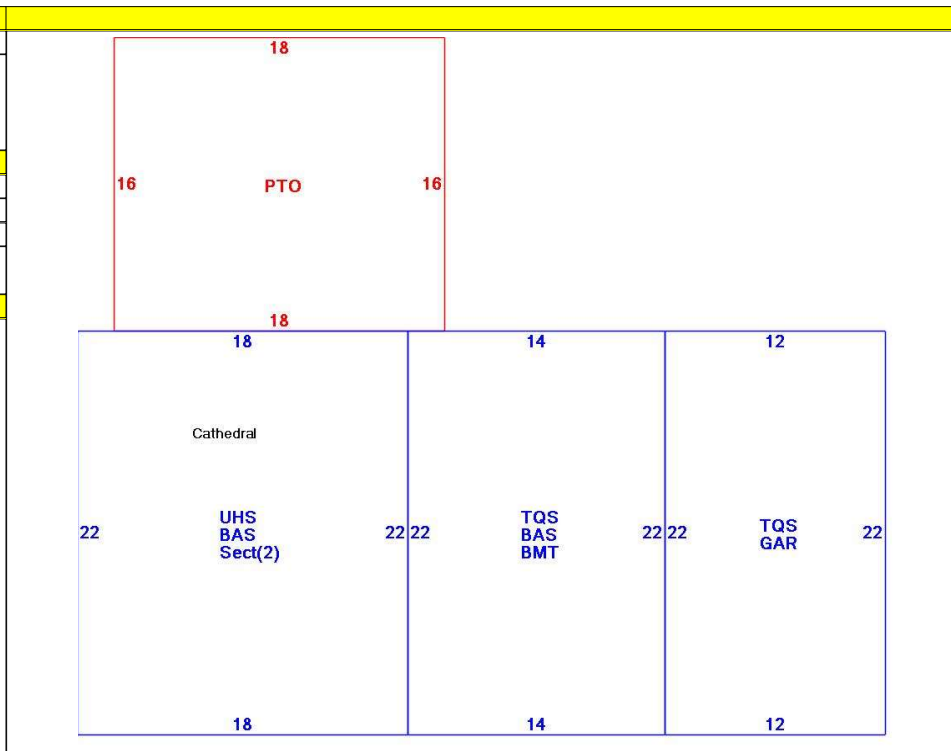 18
16
PTO
16
18
18
14
12
Cathedral
22
UHS
BAS
Sect(2)
22
22
TQS
BAS
BMT
22
22
TQS
GAR
22
18
14
12